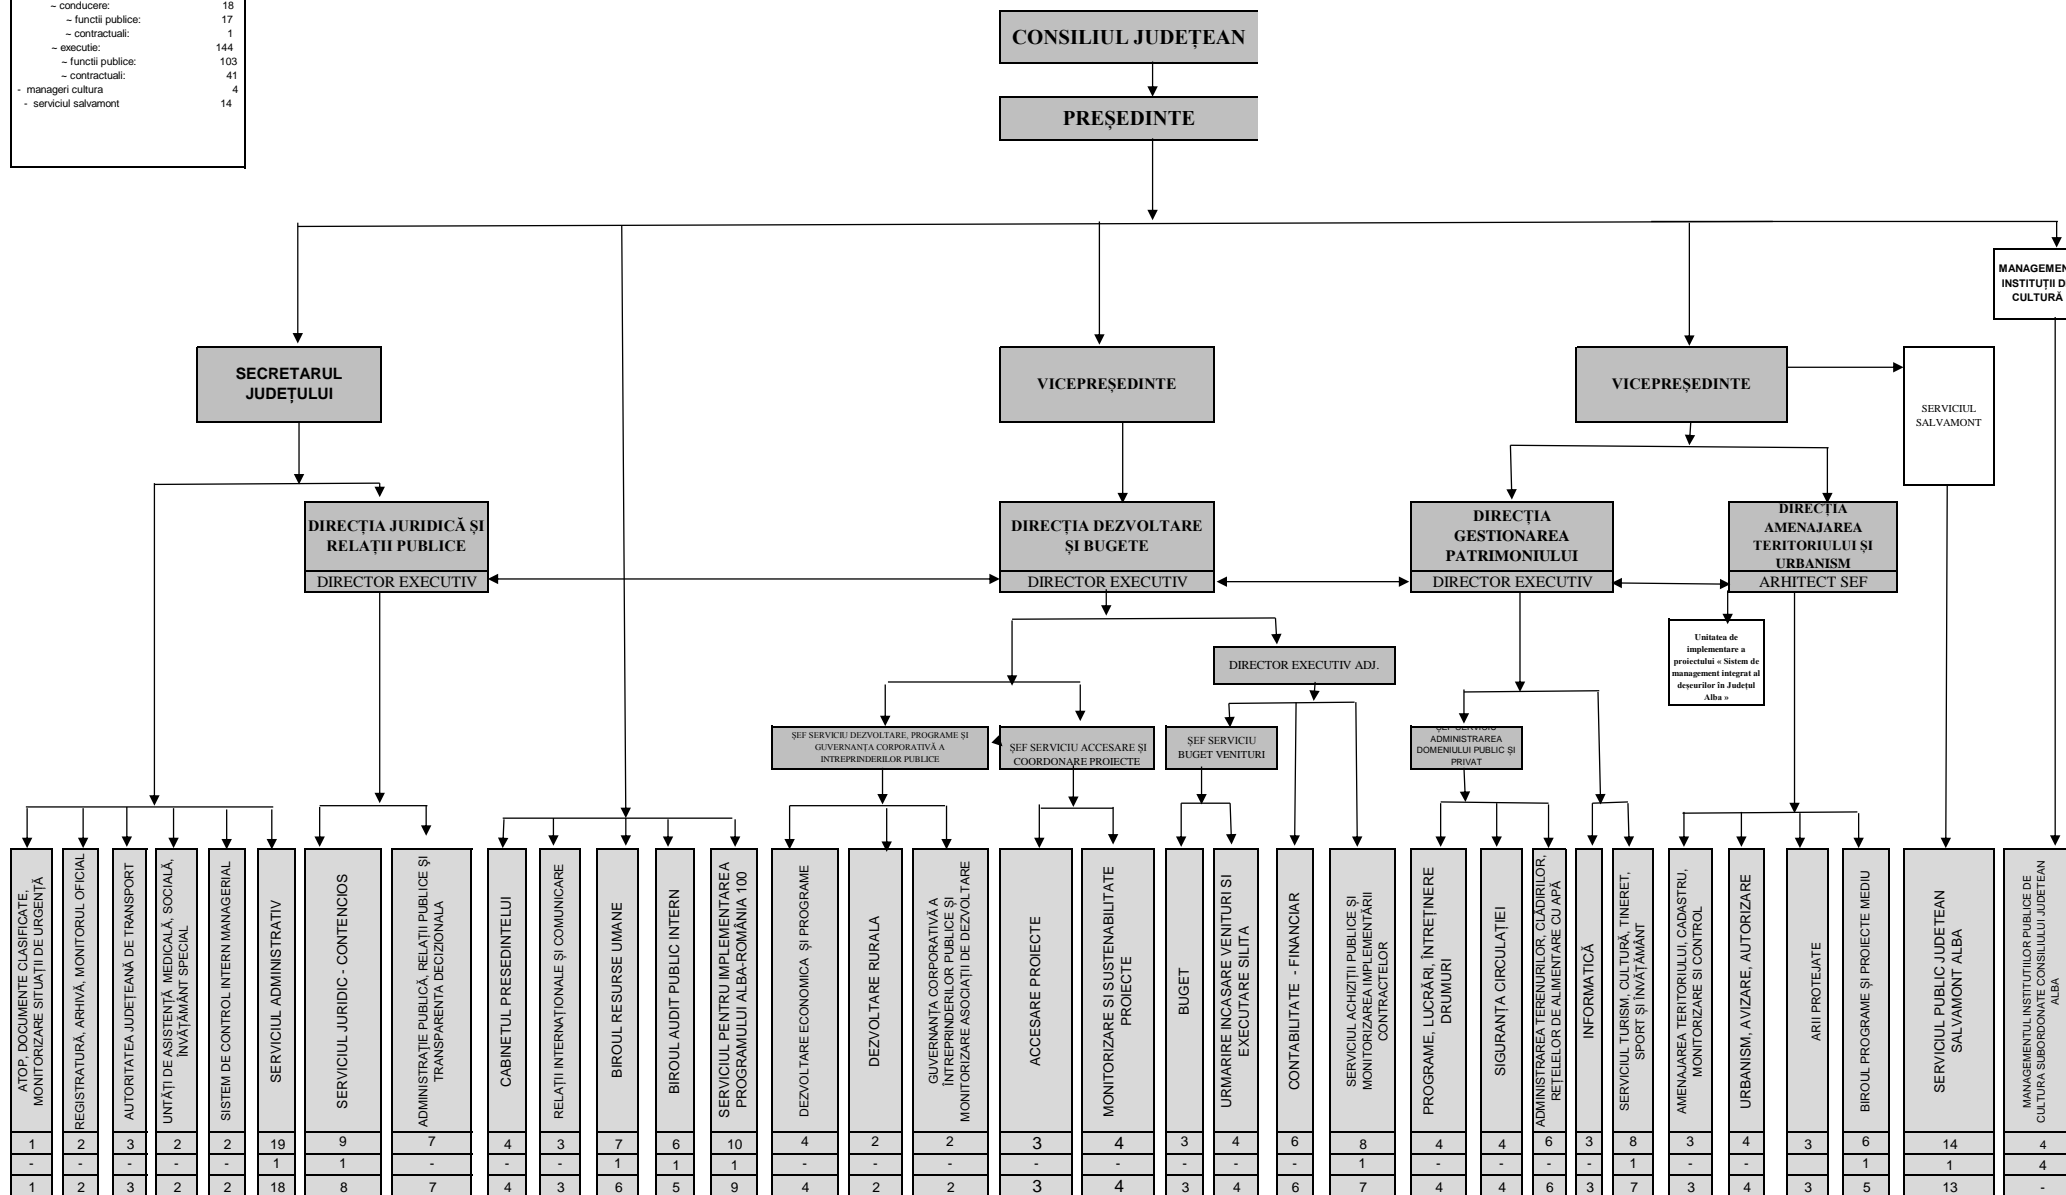 ~ conducere: 18
~ functii publice: 17
~ contractuali: 1
~ executie: 144
~ functii publice: 103
~ contractuali: 41
- manageri cultura 4
- serviciul salvamont 14
CONSILIUL JUDEȚEAN
PREȘEDINTE
MANAGEMEN
INSTITUȚII D
CULTURĂ
SECRETARUL
JUDEȚULUI
VICEPREȘEDINTE
VICEPREȘEDINTE
SERVICIUL
SALVAMONT
DIRECȚIA JURIDICĂ ȘI
RELAȚII PUBLICE
DIRECTOR EXECUTIV
DIRECȚIA DEZVOLTARE
ȘI BUGETE
DIRECTOR EXECUTIV
DIRECȚIA
GESTIONAREA
PATRIMONIULUI
DIRECTOR EXECUTIV
DIRECȚIA
AMENAJAREA
TERITORIULUI ȘI
URBANISM
ARHITECT SEF
Unitatea de
implementare a
proiectului « Sistem de
management integrat al
deșeurilor în Județul
Alba »
DIRECTOR EXECUTIV ADJ.
ȘEF SERVICIU DEZVOLTARE, PROGRAME ȘI
GUVERNANȚA CORPORATIVĂ A
INTREPRINDERILOR PUBLICE
ȘEF SERVICIU ACCESARE ȘI
COORDONARE PROIECTE
ȘEF SERVICIU
BUGET VENITURI
ȘEF SERVICIU
ADMINISTRAREA
DOMENIULUI PUBLIC ȘI
PRIVAT
ATOP, DOCUMENTE CLASIFICATE,
MONITORIZARE SITUAȚII DE URGENȚĂ
REGISTRATURĂ, ARHIVĂ, MONITORUL OFICIAL
AUTORITATEA JUDEȚEANĂ DE TRANSPORT
UNTĂȚI DE ASISTENȚĂ MEDICALĂ, SOCIALĂ,
ÎNVĂȚĂMÂNT SPECIAL
SISTEM DE CONTROL INTERN MANAGERIAL
SERVICIUL ADMINISTRATIV
SERVICIUL JURIDIC - CONTENCIOS
ADMINISTRAȚIE PUBLICĂ, RELAȚII PUBLICE ȘI
TRANSPARENTA DECIZIONALA
CABINETUL PRESEDINTELUI
RELAȚII INTERNAȚIONALE ȘI COMUNICARE
BIROUL RESURSE UMANE
BIROUL AUDIT PUBLIC INTERN
SERVICIUL PENTRU IMPLEMENTAREA
PROGRAMULUI ALBA-ROMÂNIA 100
DEZVOLTARE ECONOMICA ȘI PROGRAME
DEZVOLTARE RURALA
GUVERNANȚA CORPORATIVĂ A
ÎNTREPRINDERILOR PUBLICE ȘI
MONITORIZARE ASOCIAȚII DE DEZVOLTARE
ACCESARE PROIECTE
MONITORIZARE SI SUSTENABILITATE
PROIECTE
BUGET
URMARIRE INCASARE VENITURI SI
EXECUTARE SILITA
CONTABILITATE - FINANCIAR
SERVICIUL ACHIZIȚII PUBLICE ȘI
MONITORIZAREA IMPLEMENTĂRII
CONTRACTELOR
PROGRAME, LUCRĂRI, ÎNTREȚINERE
DRUMURI
SIGURANȚA CIRCULAȚIEI
ADMINISTRAREA TERENURILOR, CLĂDIRILOR,
REȚELELOR DE ALIMENTARE CU APĂ
INFORMATICĂ
SERVICIUL TURISM, CULTURĂ, TINERET,
SPORT ȘI ÎNVĂȚĂMÂNT
AMENAJAREA TERITORIULUI, CADASTRU,
MONITORIZARE SI CONTROL
URBANISM, AVIZARE, AUTORIZARE
ARII PROTEJATE
BIROUL PROGRAME ȘI PROIECTE MEDIU
SERVICIUL PUBLIC JUDETEAN
SALVAMONT ALBA
MANAGEMENTUL INSTITUTIILOR PUBLICE DE
CULTURA SUBORDONATE CONSILIULUI JUDETEAN
ALBA
1 2 3 2 2 19 9 7 4 3 7 6 10 4 2 2 3 4 3 4 6 8 4 4 6 3 8 3 4 3 6 14 4
- - - - - 1 1 - - - 1 1 1 - - - - - - - - 1 - - - - 1 - - 1 1 4
1 2 3 2 2 18 8 7 4 3 6 5 9 4 2 2 3 4 3 4 6 7 4 4 6 3 7 3 4 3 5 13 -